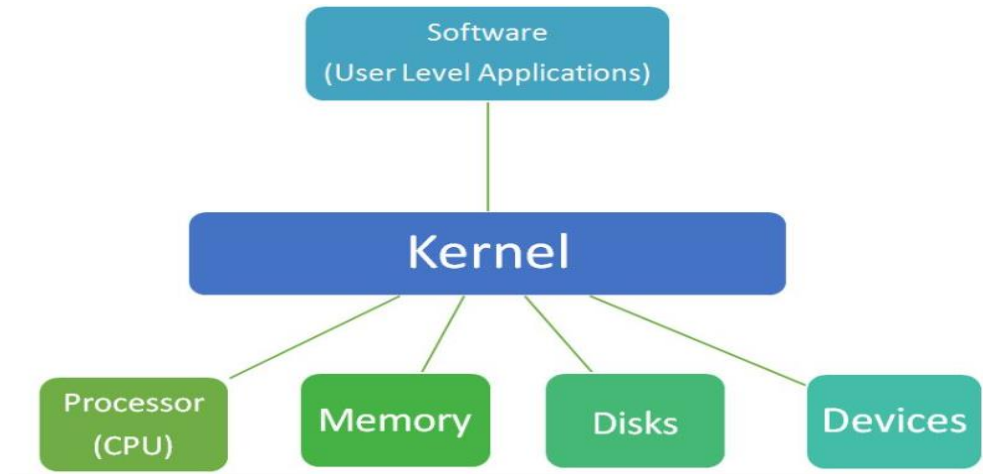 Software
(User Level Applications)
Kernel
Processor
(CPU)
Memory
Disks
Devices